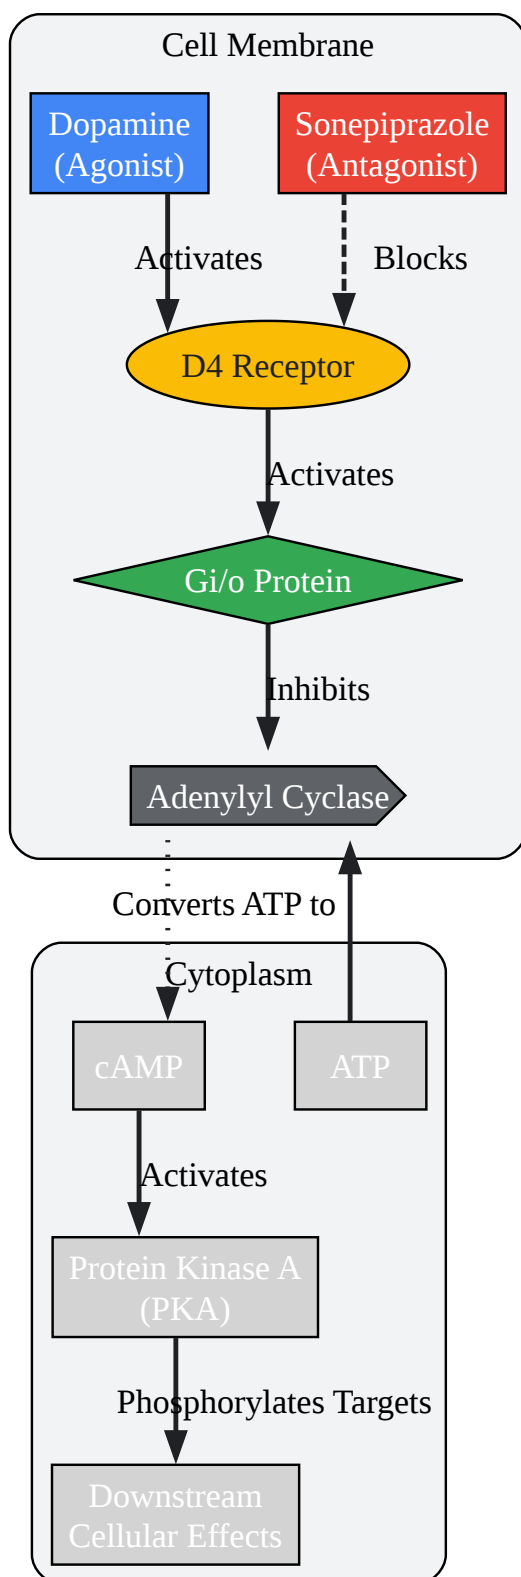 Cell Membrane
Dopamine
(Agonist)
Sonepiprazole
(Antagonist)
Activates
Blocks
D4 Receptor
Activates
Gi/o Protein
Inhibits
Adenylyl Cyclase
Converts ATP to
Cytoplasm
cAMP
ATP
Activates
Protein Kinase A
(PKA)
Phosphorylates Targets
Downstream
Cellular Effects